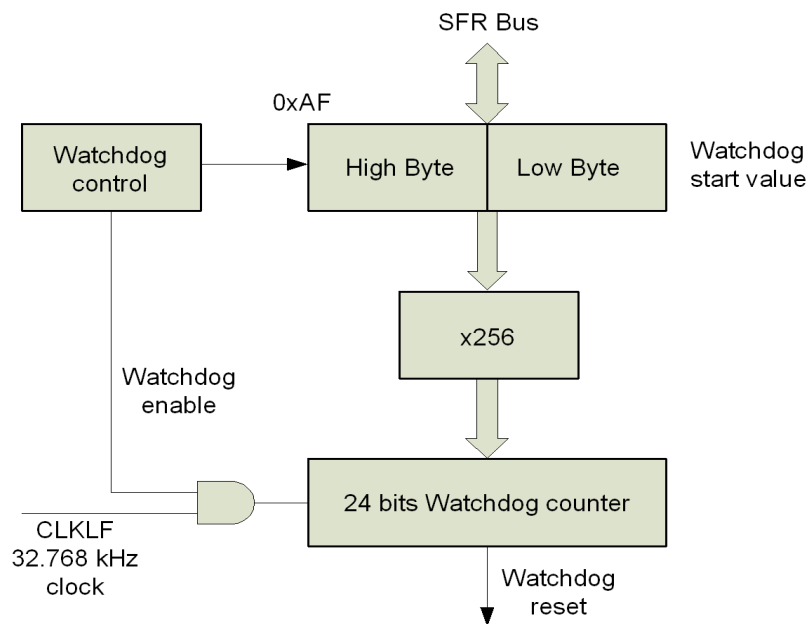 SFR Bus
0xAF
Watchdog
control
High Byte
Low Byte
Watchdog
start value
x256
Watchdog
enable
24 bits Watchdog counter
CLKLF
32.768 kHz
clock
Watchdog
reset